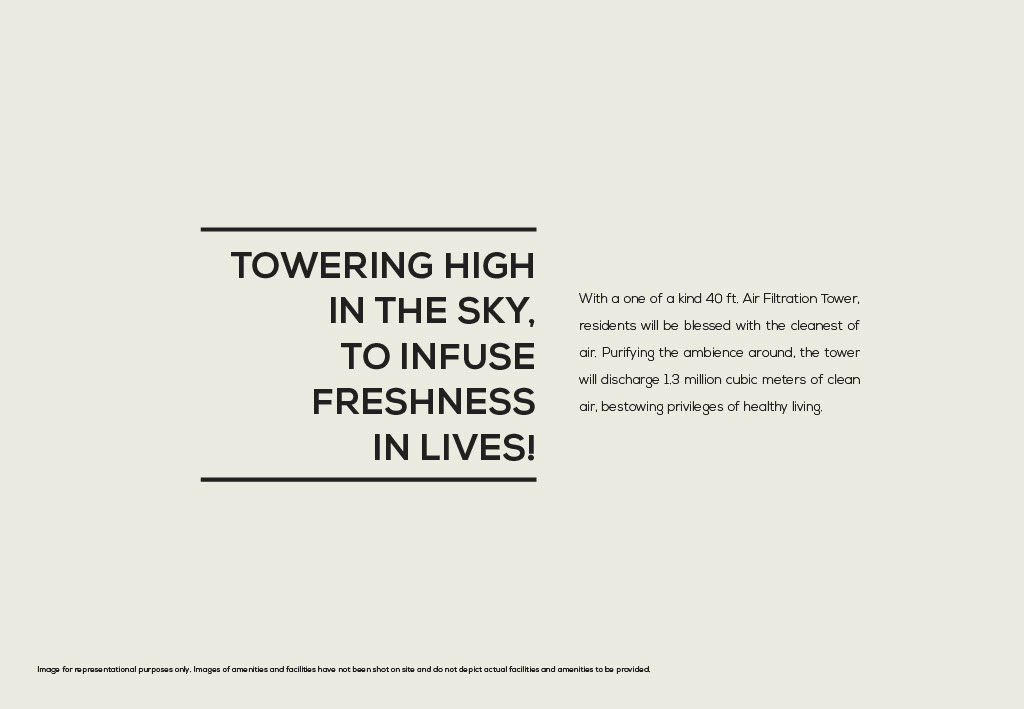 TOWERING HIGH
IN THE SKY,
TO INFUSE
FRESHNESS
IN LIVES!
With a one of a kind 40 ft. Air Filtration Tower,
residents will be blessed with the cleanest of
air. Purifying the ambience around, the tower
will discharge 1.3 million cubic meters of clean
air, bestowing privileges of healthy living.
Image for representational purposes only. Images of amenities and facilities have not been shot on site and do not depict actual facilities and amenities to be provided.